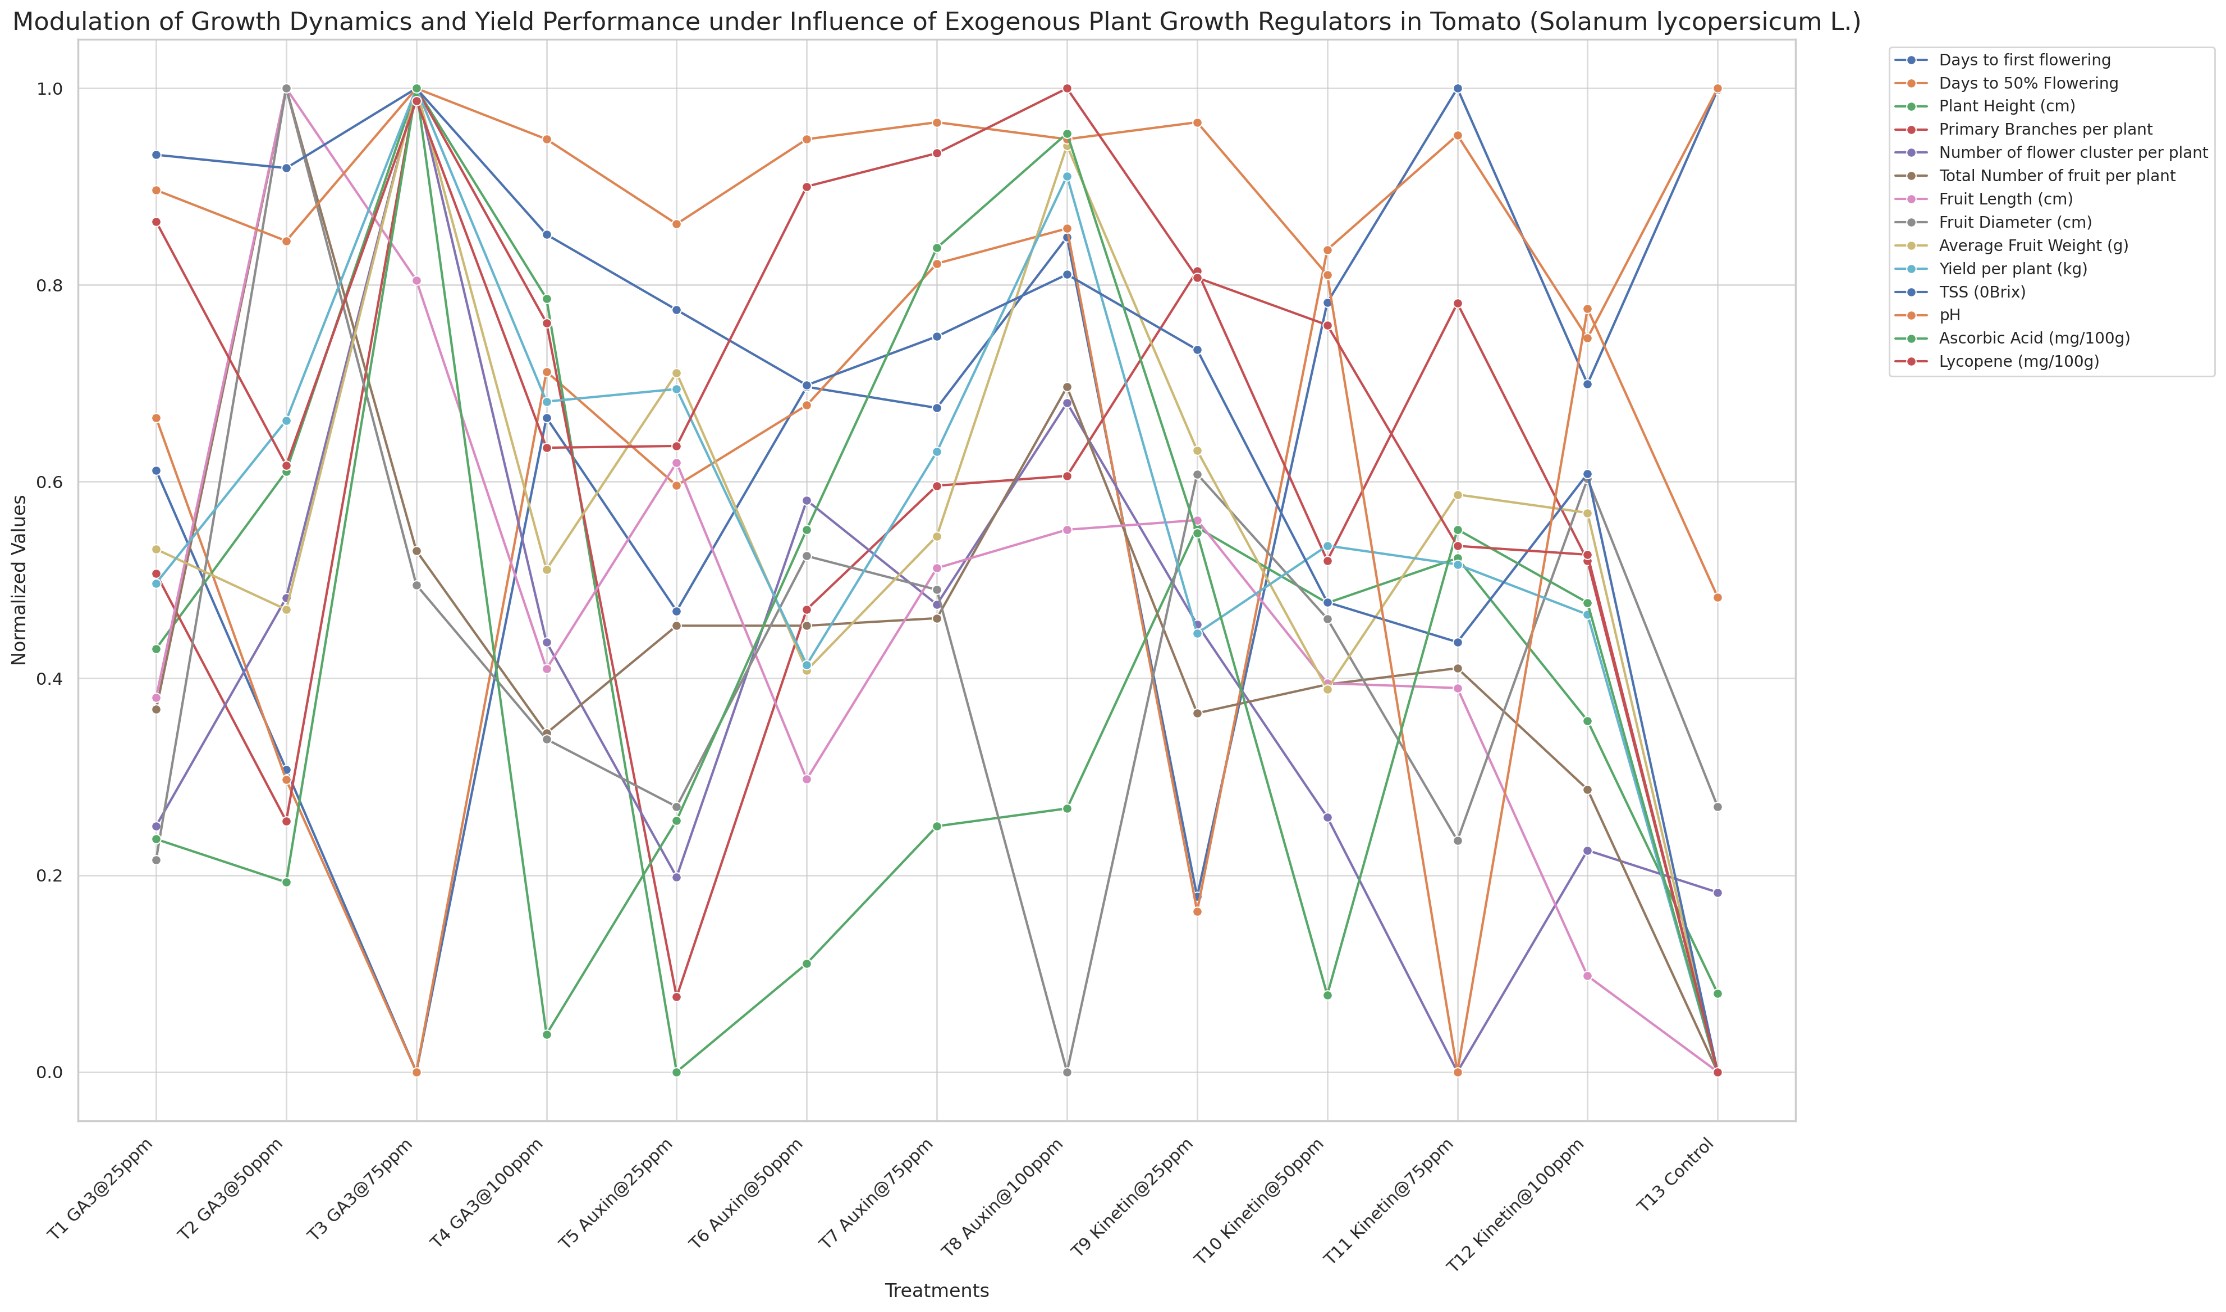 Modulation of Growth Dynamics and Yield Performance under Influence of Exogenous Plant Growth Regulators in Tomato (Solanum lycopersicum L.)
Days to first flowering
Days to 50% Flowering
Plant Height (cm)
Primary Branches per plant
Number of flower cluster per plant
Total Number of fruit per plant
Fruit Length (cm)
Fruit Diameter (cm)
Average Fruit Weight (g)
Yield per plant (kg)
TSS (0Brix)
pH
Ascorbic Acid (mg/100g)
Lycopene (mg/100g)
Normalized Values
1.0
0.8
0.6
0.4
0.2
0.0
T1 GA3@25ppm
T2 GA3@50ppm
T3 GA3@75ppm
T4 GA3@100ppm
T5 Auxin@25ppm
T6 Auxin@50ppm
T7 Auxin@75ppm
T8 Auxin@100ppm
T9 Kinetin@25ppm
T10 Kinetin@50ppm
T11 Kinetin@75ppm
T12 Kinetin@100ppm
T13 Control
Treatments